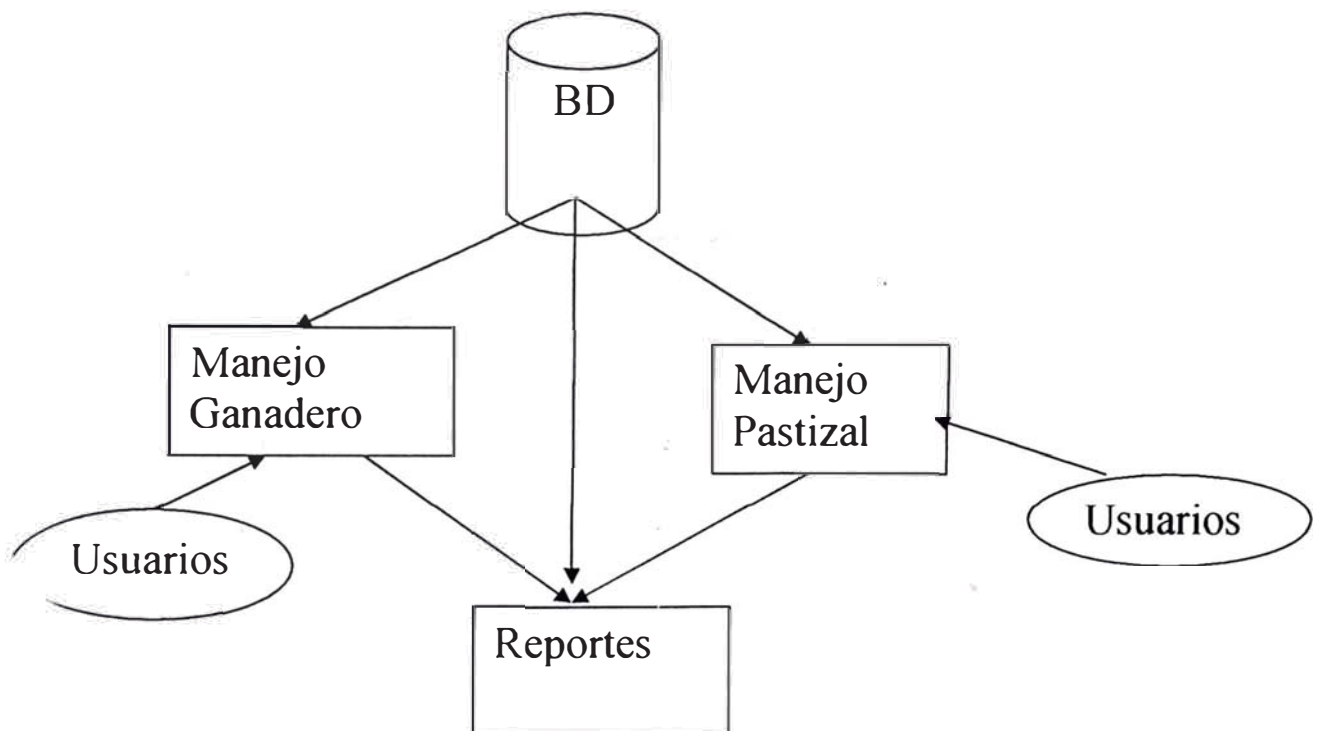 BD
Manejo
Ganadero
Manejo
Pastizal
Usuarios
Usuarios
Reportes